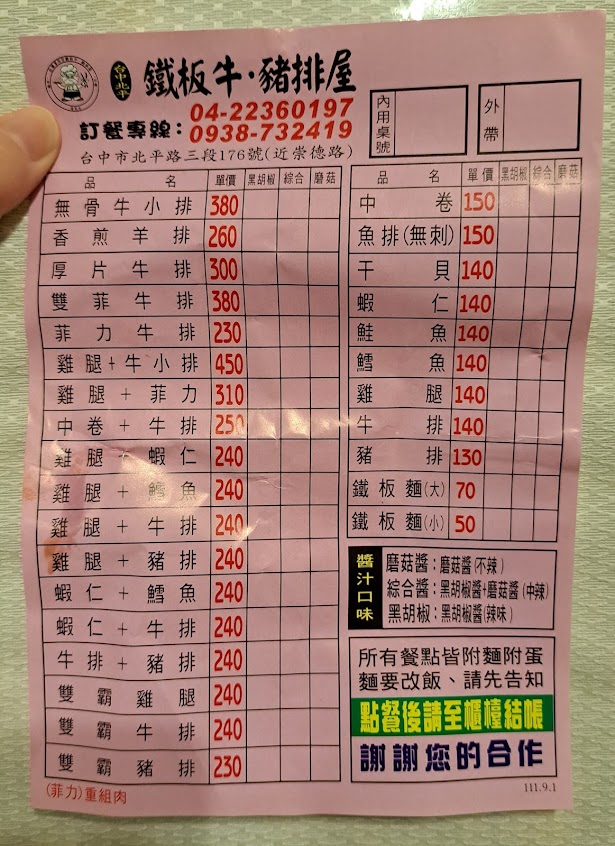 台中北平
鐵板牛·豬排屋
訂餐專線：04-22360197
0938-732419
台中市北平路三段176號(近崇德路)
內用桌號
外帶
品名 單價 黑胡椒 綜合 磨菇
無骨牛小排 380
香煎羊排 260
厚片牛排 300
雙菲牛排 380
菲力牛排 230
雞腿+牛小排 450
雞腿+菲力 310
中卷+牛排 250
雞腿+蝦仁 240
雞腿+鱈魚 240
雞腿+牛排 240
雞腿+豬排 240
蝦仁+鱈魚 240
蝦仁+牛排 240
牛排+豬排 240
雙霸雞腿 240
雙霸牛排 240
雙霸豬排 230
(菲力)重組肉
品名 單價 黑胡椒 綜合 磨菇
中卷 150
魚排(無刺) 150
干貝 140
蝦仁 140
鮭魚 140
鱈魚 140
雞腿 140
牛排 140
豬排 130
鐵板麵(大) 70
鐵板麵(小) 50
醬汁口味
磨菇醬：磨菇醬(不辣)
綜合醬：黑胡椒醬+磨菇醬(中辣)
黑胡椒：黑胡椒醬(辣味)
所有餐點皆附麵附蛋
麵要改飯、請先告知
點餐後請至櫃檯結帳
謝謝您的合作
111.9.1